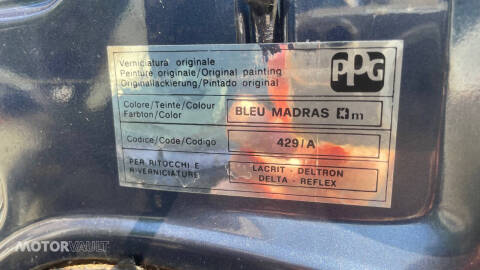 Verniciatura originale
Peinture originale/Original painting
Originallackierung/Pintado original
PPG
Colore/Teinte/Colour
Farbton/Color
BLEU MADRAS m
Codice/Code/Codigo
429/A
PER RITOCCHI E
RIVERNICIATURE
LACRIT - DELTRON
DELTA - REFLEX
MOTORVAULT